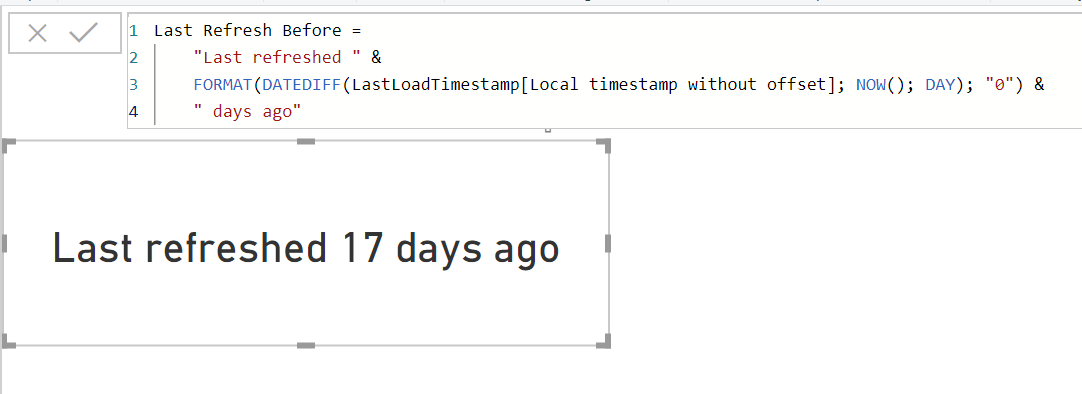 1 Last Refresh Before =
2 "Last refreshed " &
3 FORMAT(DATEDIFF(LastLoadTimestamp[Local timestamp without offset]; NOW(); DAY); "0") &
4 " days ago"
Last refreshed 17 days ago